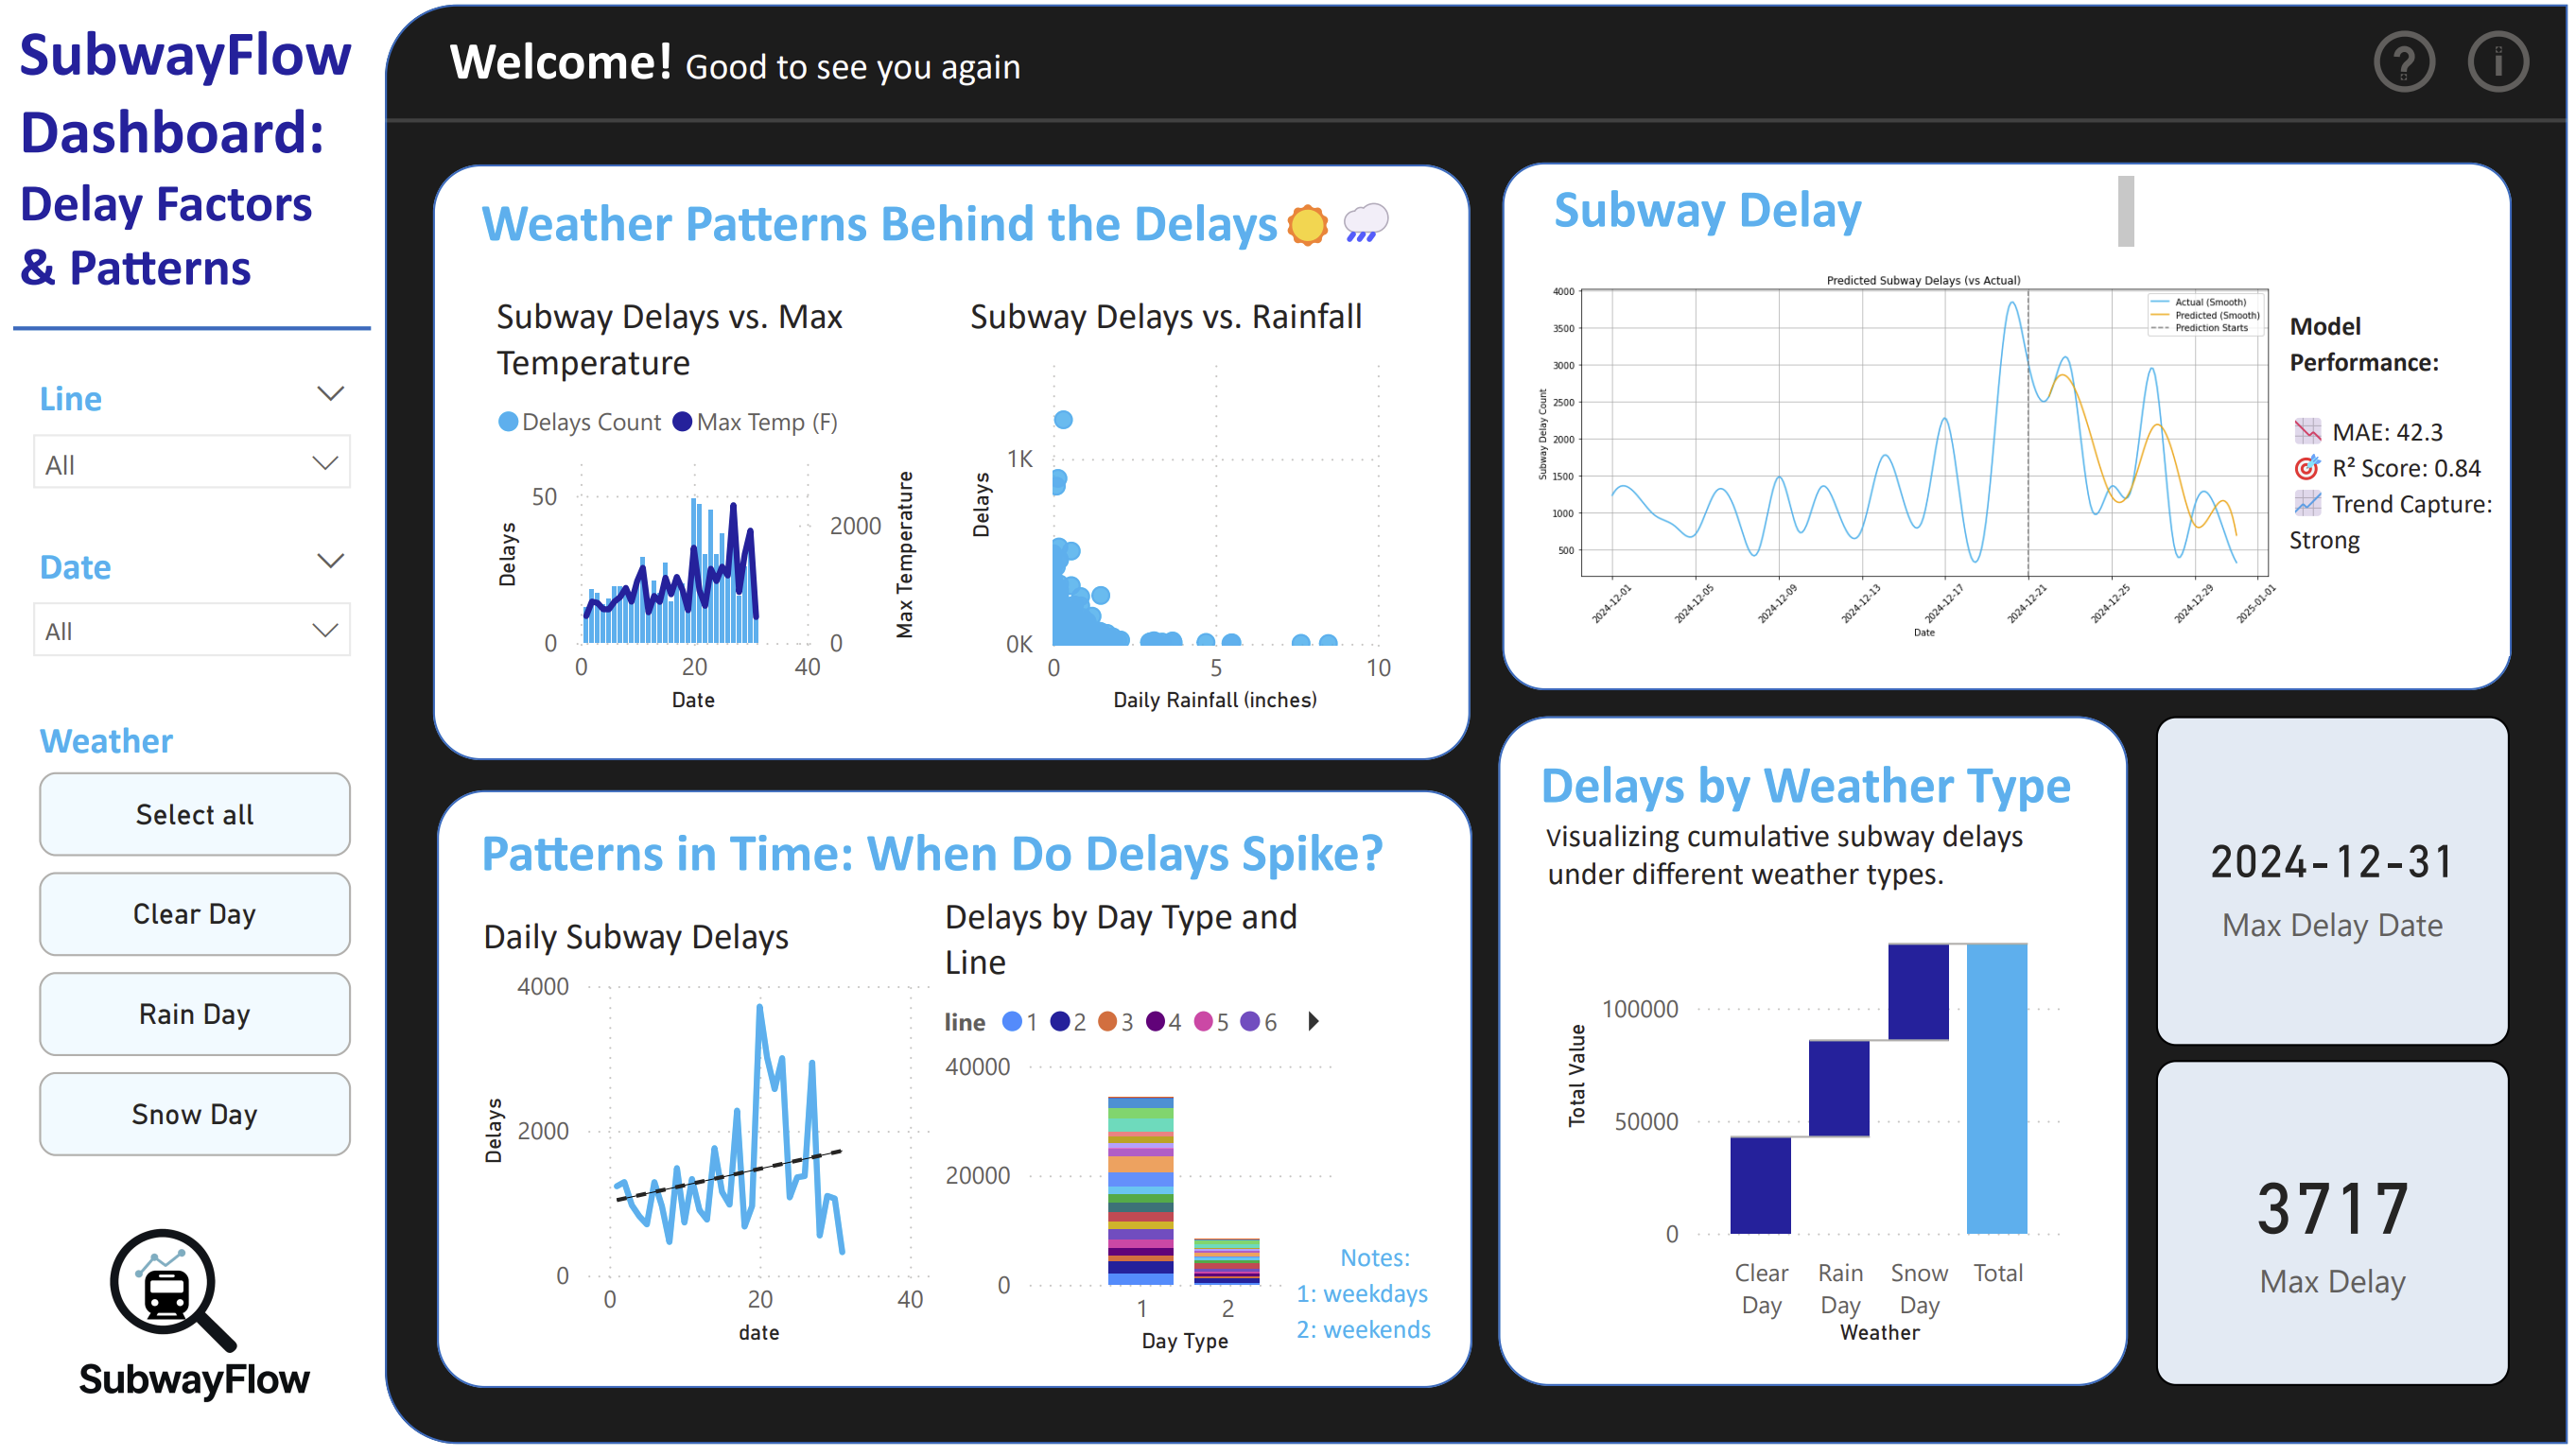 SubwayFlow
Dashboard:
Delay Factors
& Patterns
Line
All
Date
All
Weather
Select all
Clear Day
Rain Day
Snow Day
SubwayFlow
Welcome! Good to see you again
? i
Weather Patterns Behind the Delays
Subway Delays vs. Max
Temperature
Delays Count Max Temp (F)
Delays
50
0
2000
0
Max Temperature
0 20 40
Date
Subway Delays vs. Rainfall
Delays
1K
0K
0 5 10
Daily Rainfall (inches)
Subway Delay
Predicted Subway Delays (vs Actual)
Actual (Smooth)
Predicted (Smooth)
Prediction Starts
Subway Delay Count
4000
3500
3000
2500
2000
1500
1000
500
2024-12-01 2024-12-05 2024-12-09 2024-12-13 2024-12-17 2024-12-21 2024-12-25 2024-12-29 2025-01-01
Date
Model
Performance:
MAE: 42.3
R² Score: 0.84
Trend Capture:
Strong
Patterns in Time: When Do Delays Spike?
Daily Subway Delays
Delays
4000
2000
0
0 20 40
date
Delays by Day Type and
Line
line 1 2 3 4 5 6
40000
20000
0
1 2
Day Type
Notes:
1: weekdays
2: weekends
Delays by Weather Type
Visualizing cumulative subway delays
under different weather types.
Total Value
100000
50000
0
Clear Rain Snow Total
Day Day Day
Weather
2024-12-31
Max Delay Date
3717
Max Delay